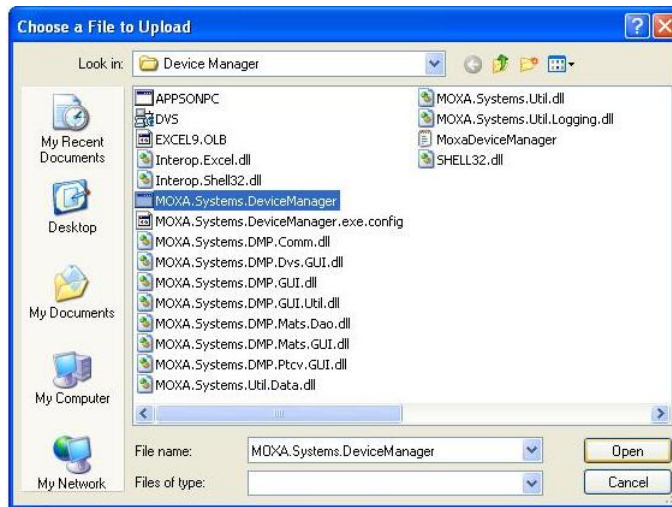 Choose a File to Upload
Look in:
Device Manager
My Recent
Documents
Desktop
My Documents
My Computer
My Network
APPSONPC
DVS
EXCEL9.OLB
Interop.Excel.dll
Interop.Shell32.dll
MOXA.Systems.DeviceManager
MOXA.Systems.DeviceManager.exe.config
MOXA.Systems.DMP.Comm.dll
MOXA.Systems.DMP.Dvs.GUI.dll
MOXA.Systems.DMP.GUI.dll
MOXA.Systems.DMP.GUI.Util.dll
MOXA.Systems.DMP.Mats.Dao.dll
MOXA.Systems.DMP.Mats.GUI.dll
MOXA.Systems.DMP.Ptcv.GUI.dll
MOXA.Systems.Util.Data.dll
MOXA.Systems.Util.dll
MOXA.Systems.Util.Logging.dll
MoxaDeviceManager
SHELL32.dll
File name:
MOXA.Systems.DeviceManager
Open
Files of type:
Cancel